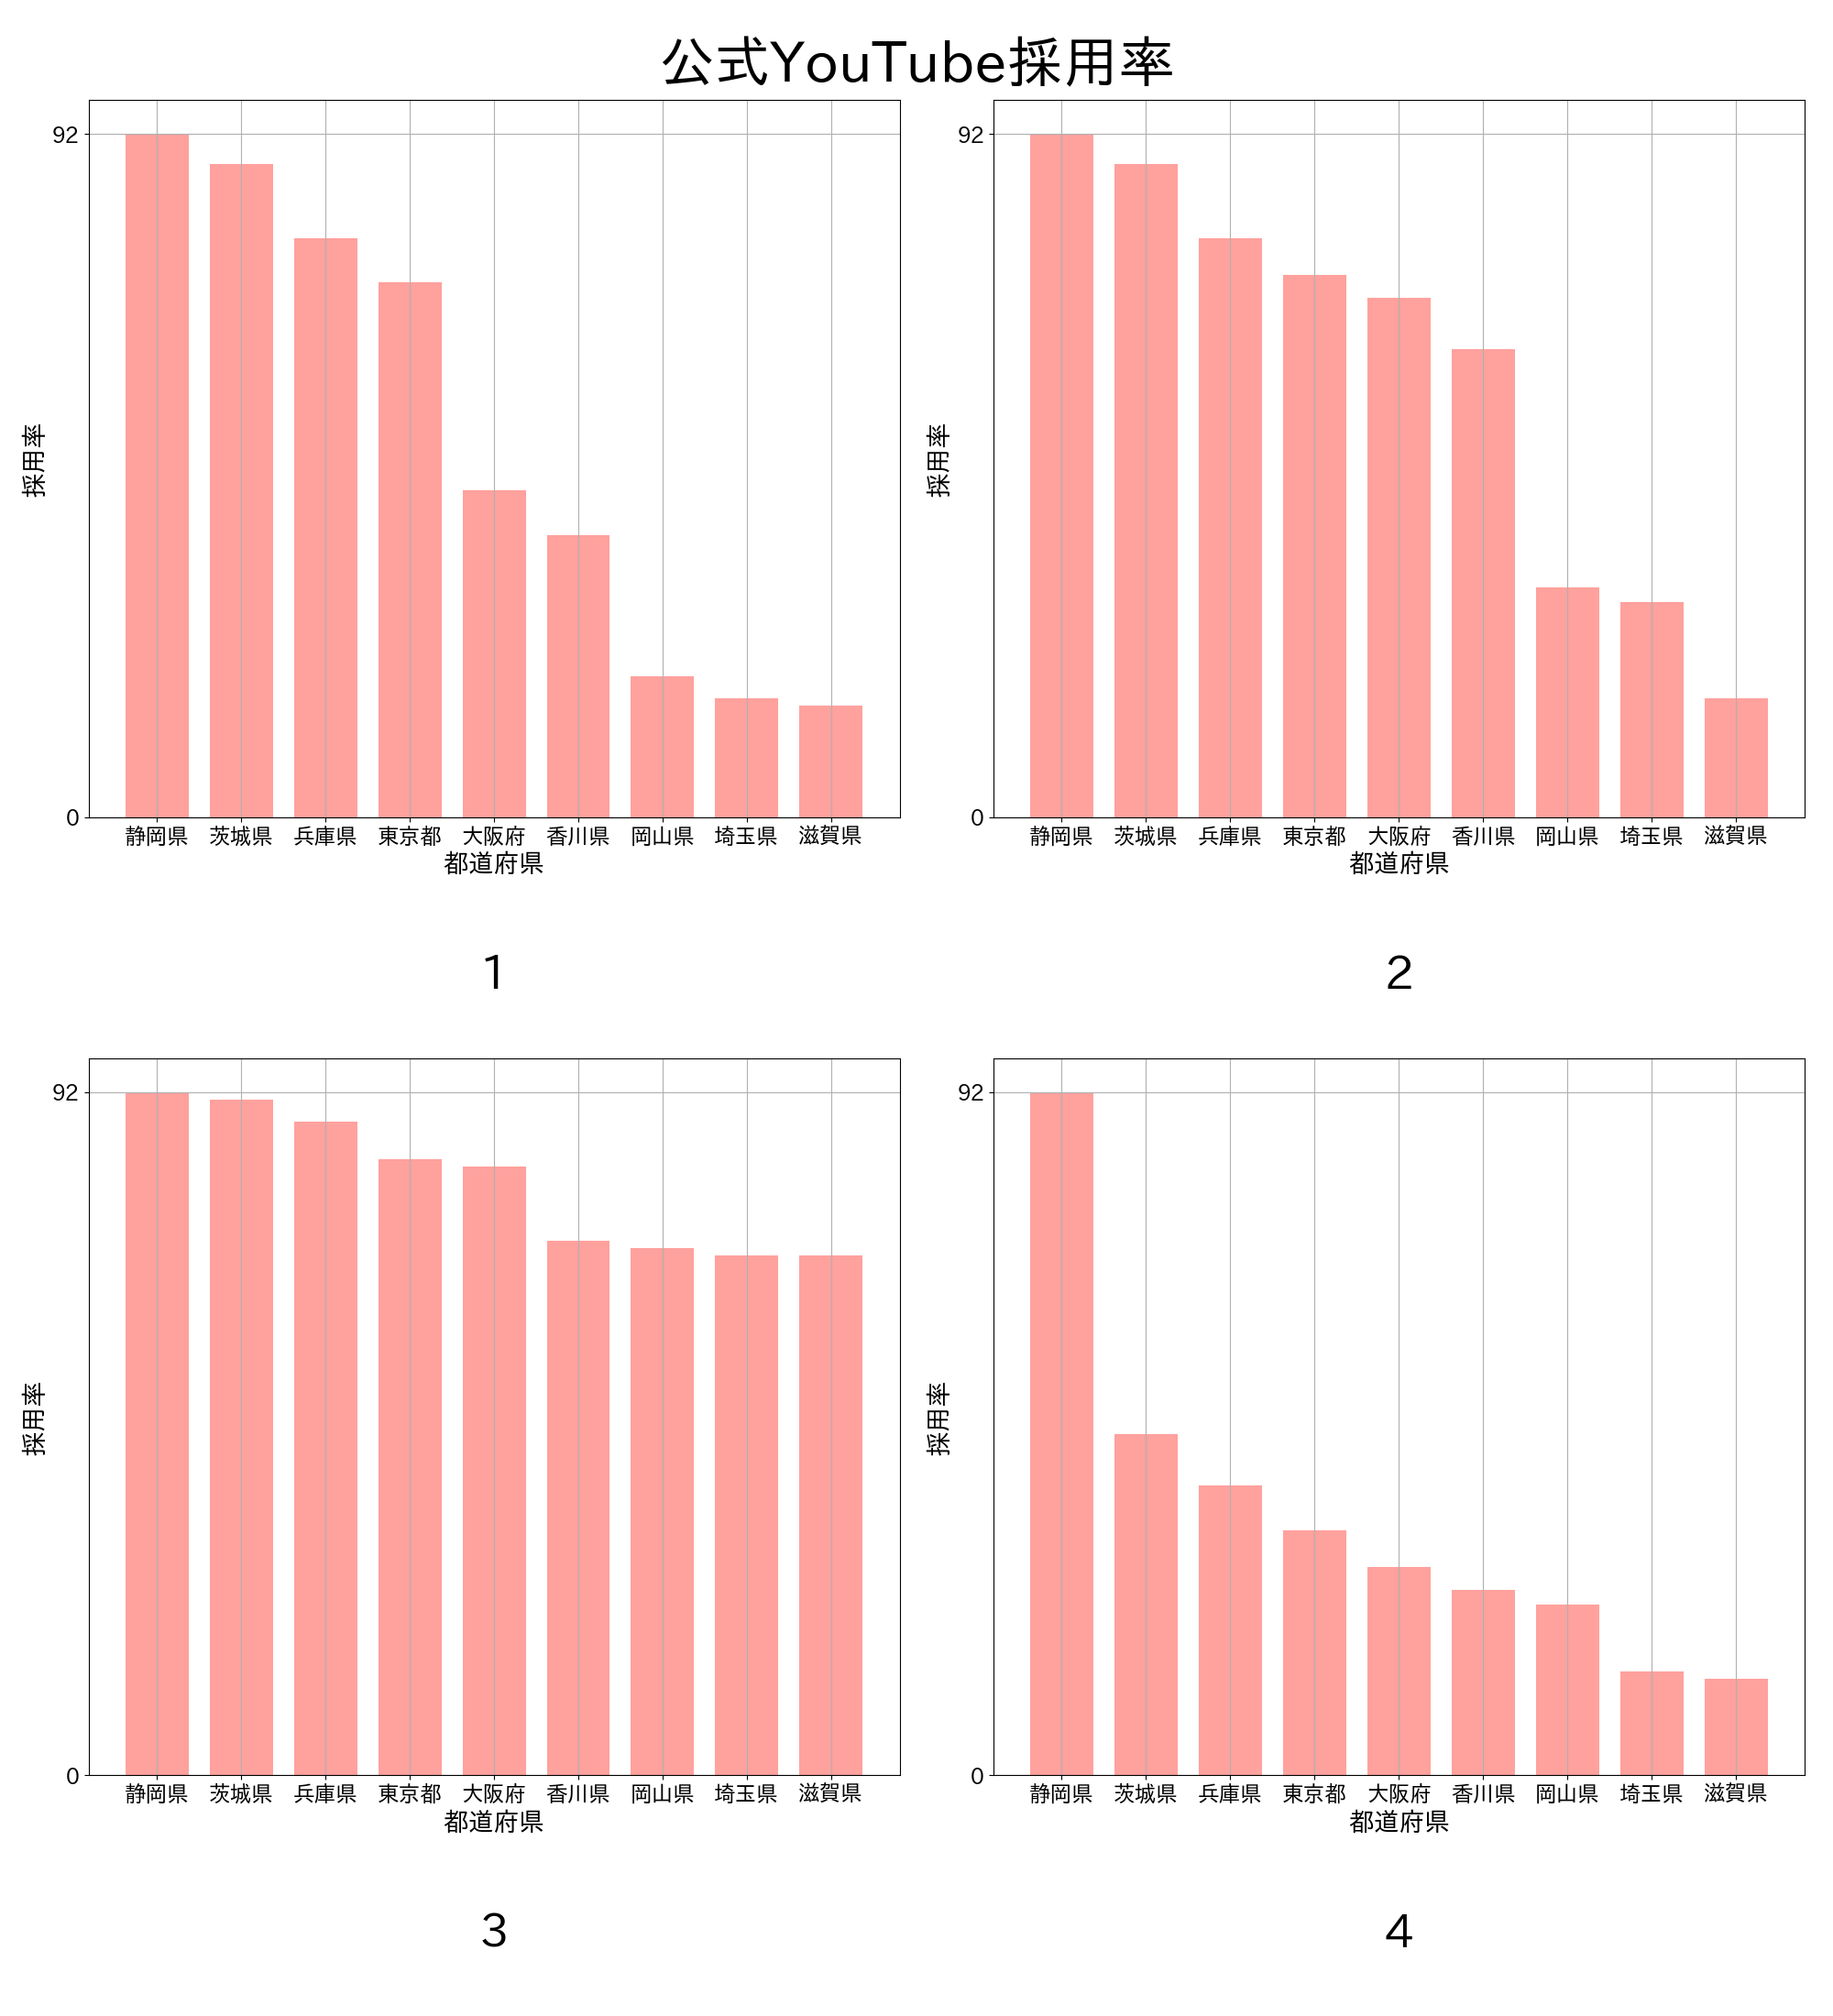 公式YouTube採用率
採用率
92
0
静岡県 茨城県 兵庫県 東京都 大阪府 香川県 岡山県 埼玉県 滋賀県
都道府県
1
採用率
92
0
静岡県 茨城県 兵庫県 東京都 大阪府 香川県 岡山県 埼玉県 滋賀県
都道府県
2
採用率
92
0
静岡県 茨城県 兵庫県 東京都 大阪府 香川県 岡山県 埼玉県 滋賀県
都道府県
3
採用率
92
0
静岡県 茨城県 兵庫県 東京都 大阪府 香川県 岡山県 埼玉県 滋賀県
都道府県
4